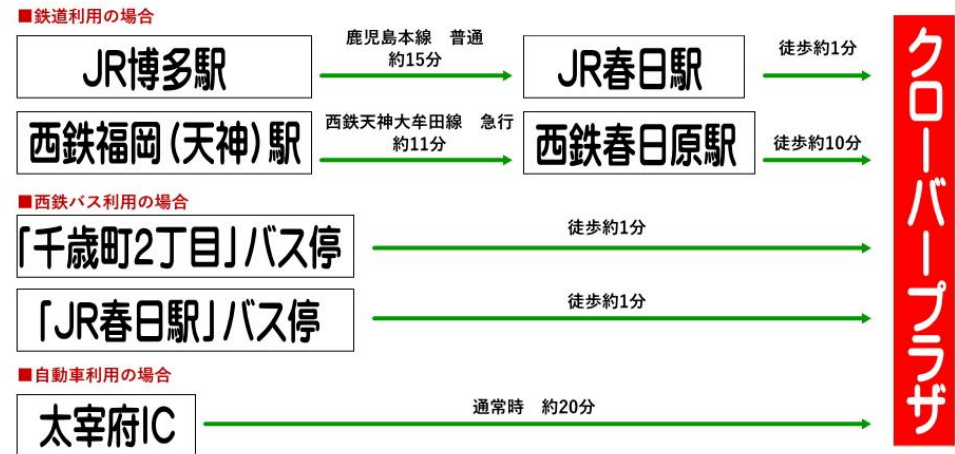 ■鉄道利用の場合
JR博多駅
鹿児島本線　普通
約15分
JR春日駅
徒歩約1分
西鉄福岡(天神)駅
西鉄天神大牟田線　急行
約11分
西鉄春日原駅
徒歩約10分
■西鉄バス利用の場合
「千歳町2丁目」バス停
徒歩約1分
「JR春日駅」バス停
徒歩約1分
■自動車利用の場合
太宰府IC
通常時　約20分
クローバープラザ